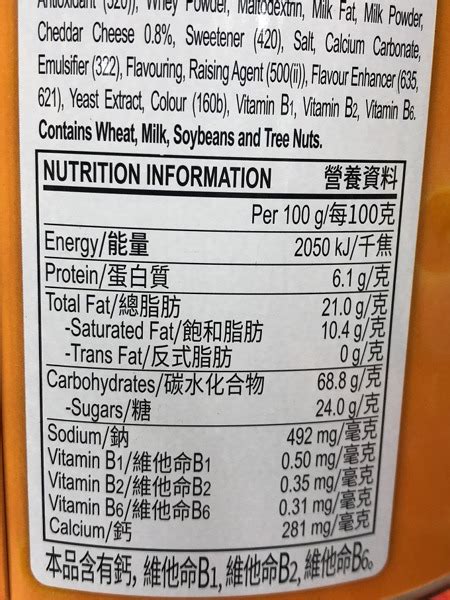 Antioxidant (320)), Whey Powder, Maltodextrin, Milk Fat, Milk Powder,
Cheddar Cheese 0.8%, Sweetener (420), Salt, Calcium Carbonate,
Emulsifier (322), Flavouring, Raising Agent (500(ii)), Flavour Enhancer (635,
621), Yeast Extract, Colour (160b), Vitamin B1, Vitamin B2, Vitamin B6.
Contains Wheat, Milk, Soybeans and Tree Nuts.
NUTRITION INFORMATION 營養資料
Per 100 g/每100克
Energy/能量 2050 kJ/千焦
Protein/蛋白質 6.1 g/克
Total Fat/總脂肪 21.0 g/克
-Saturated Fat/飽和脂肪 10.4 g/克
-Trans Fat/反式脂肪 0 g/克
Carbohydrates/碳水化合物 68.8 g/克
-Sugars/糖 24.0 g/克
Sodium/鈉 492 mg/毫克
Vitamin B1/維他命B1 0.50 mg/毫克
Vitamin B2/維他命B2 0.35 mg/毫克
Vitamin B6/維他命B6 0.31 mg/毫克
Calcium/鈣 281 mg/毫克
本品含有鈣, 維他命B1, 維他命B2, 維他命B6。